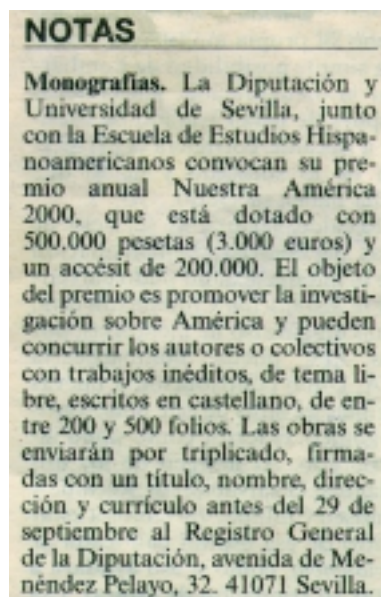 NOTAS
Monografías. La Diputación y
Universidad de Sevilla, junto
con la Escuela de Estudios Hispa-
noamericanos convocan su pre-
mio anual Nuestra América
2000, que está dotado con
500.000 pesetas (3.000 euros) y
un accésit de 200.000. El objeto
del premio es promover la investi-
gación sobre América y pueden
concurrir los autores o colectivos
con trabajos inéditos, de tema li-
bre, escritos en castellano, de en-
tre 200 y 500 folios. Las obras se
enviarán por triplicado, firma-
das con un título, nombre, direc-
ción y currículo antes del 29 de
septiembre al Registro General
de la Diputación, avenida de Me-
néndez Pelayo, 32. 41071 Sevilla.